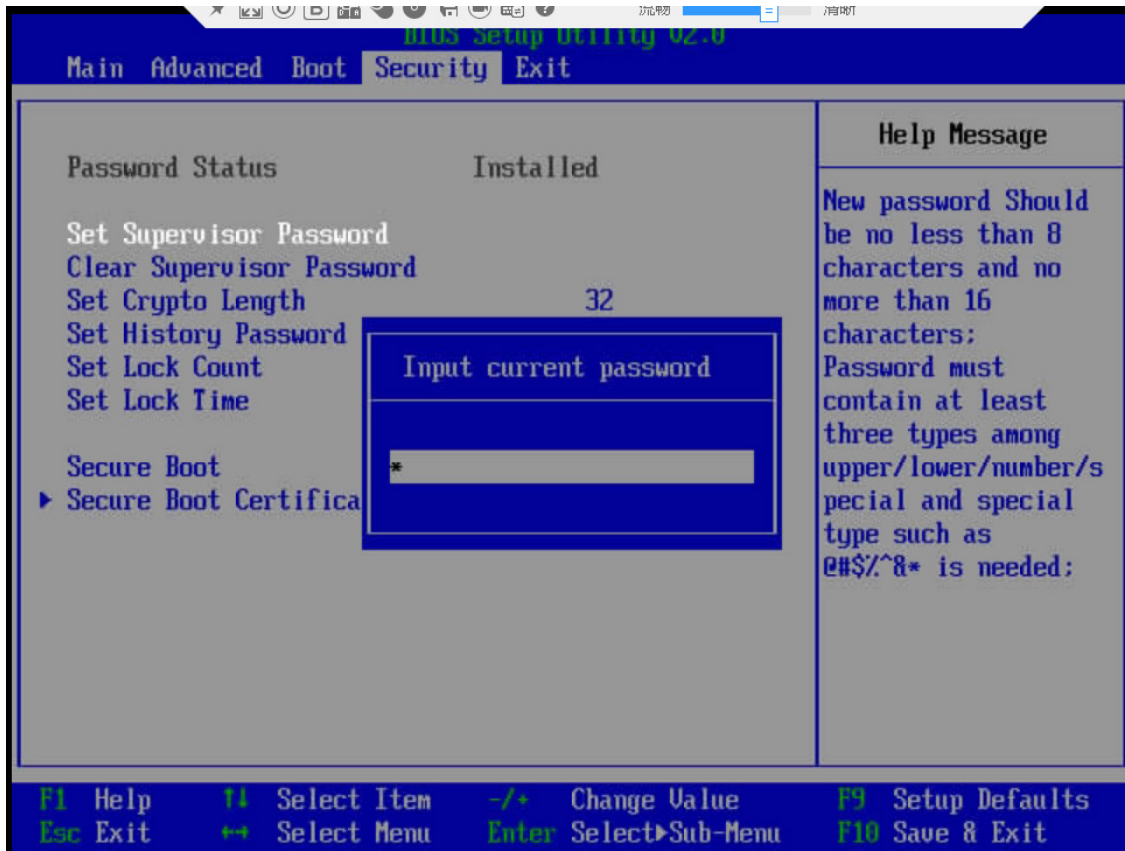 流畅 清晰
BIOS Setup Utility V2.0
Main Advanced Boot Security Exit
Password Status Installed
Set Supervisor Password
Clear Supervisor Password
Set Crypto Length 32
Set History Password
Set Lock Count
Set Lock Time
Secure Boot
Secure Boot Certifica
Input current password
*
Help Message
New password Should
be no less than 8
characters and no
more than 16
characters;
Password must
contain at least
three types among
upper/lower/number/s
pecial and special
type such as
@#$%^&* is needed;
F1 Help ↑↓ Select Item -/+ Change Value F9 Setup Defaults
Esc Exit ↔ Select Menu Enter Select▶Sub-Menu F10 Save & Exit